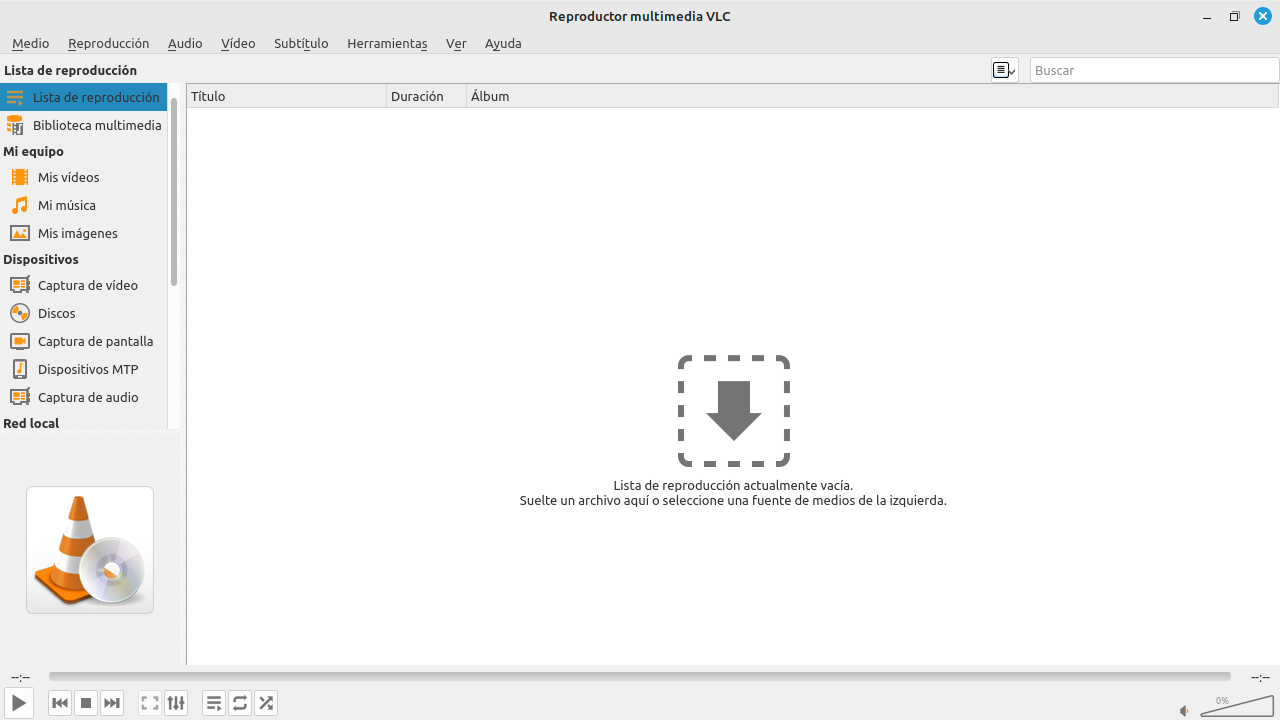 Reproductor multimedia VLC
Medio Reproducción Audio Vídeo Subtítulo Herramientas Ver Ayuda
Lista de reproducción
Buscar
Lista de reproducción
Biblioteca multimedia
Mi equipo
Mis vídeos
Mi música
Mis imágenes
Dispositivos
Captura de vídeo
Discos
Captura de pantalla
Dispositivos MTP
Captura de audio
Red local
Título Duración Álbum
Lista de reproducción actualmente vacía.
Suelte un archivo aquí o seleccione una fuente de medios de la izquierda.
--:-- --:--
0%